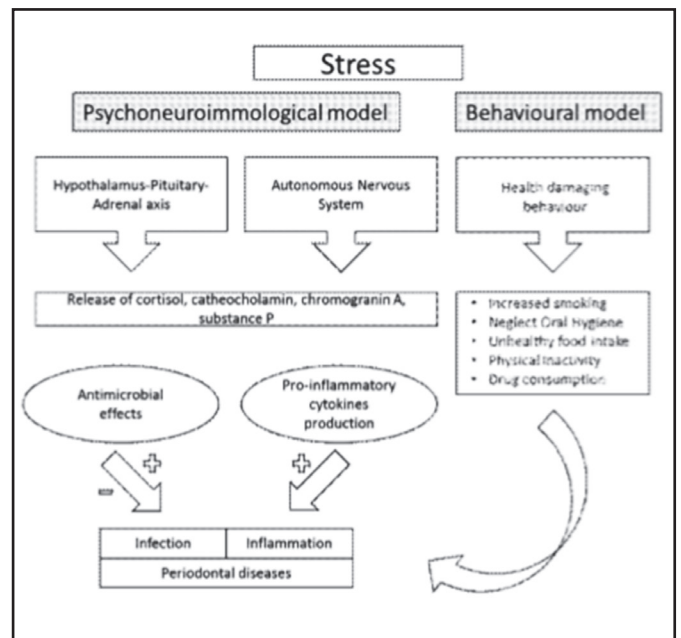 Stress
Psychoneuroimmological model
Behavioural model
Hypothalamus-Pituitary-
Adrenal axis
Autonomous Nervous
System
Health damaging
behaviour
Release of cortisol, catheocholamin, chromogranin A,
substance P
• Increased smoking
• Neglect Oral Hygiene
• Unhealthy food intake
• Physical Inactivity
• Drug consumption
Antimicrobial
effects
Pro-inflammatory
cytokines
production
Infection
Inflammation
Periodontal diseases